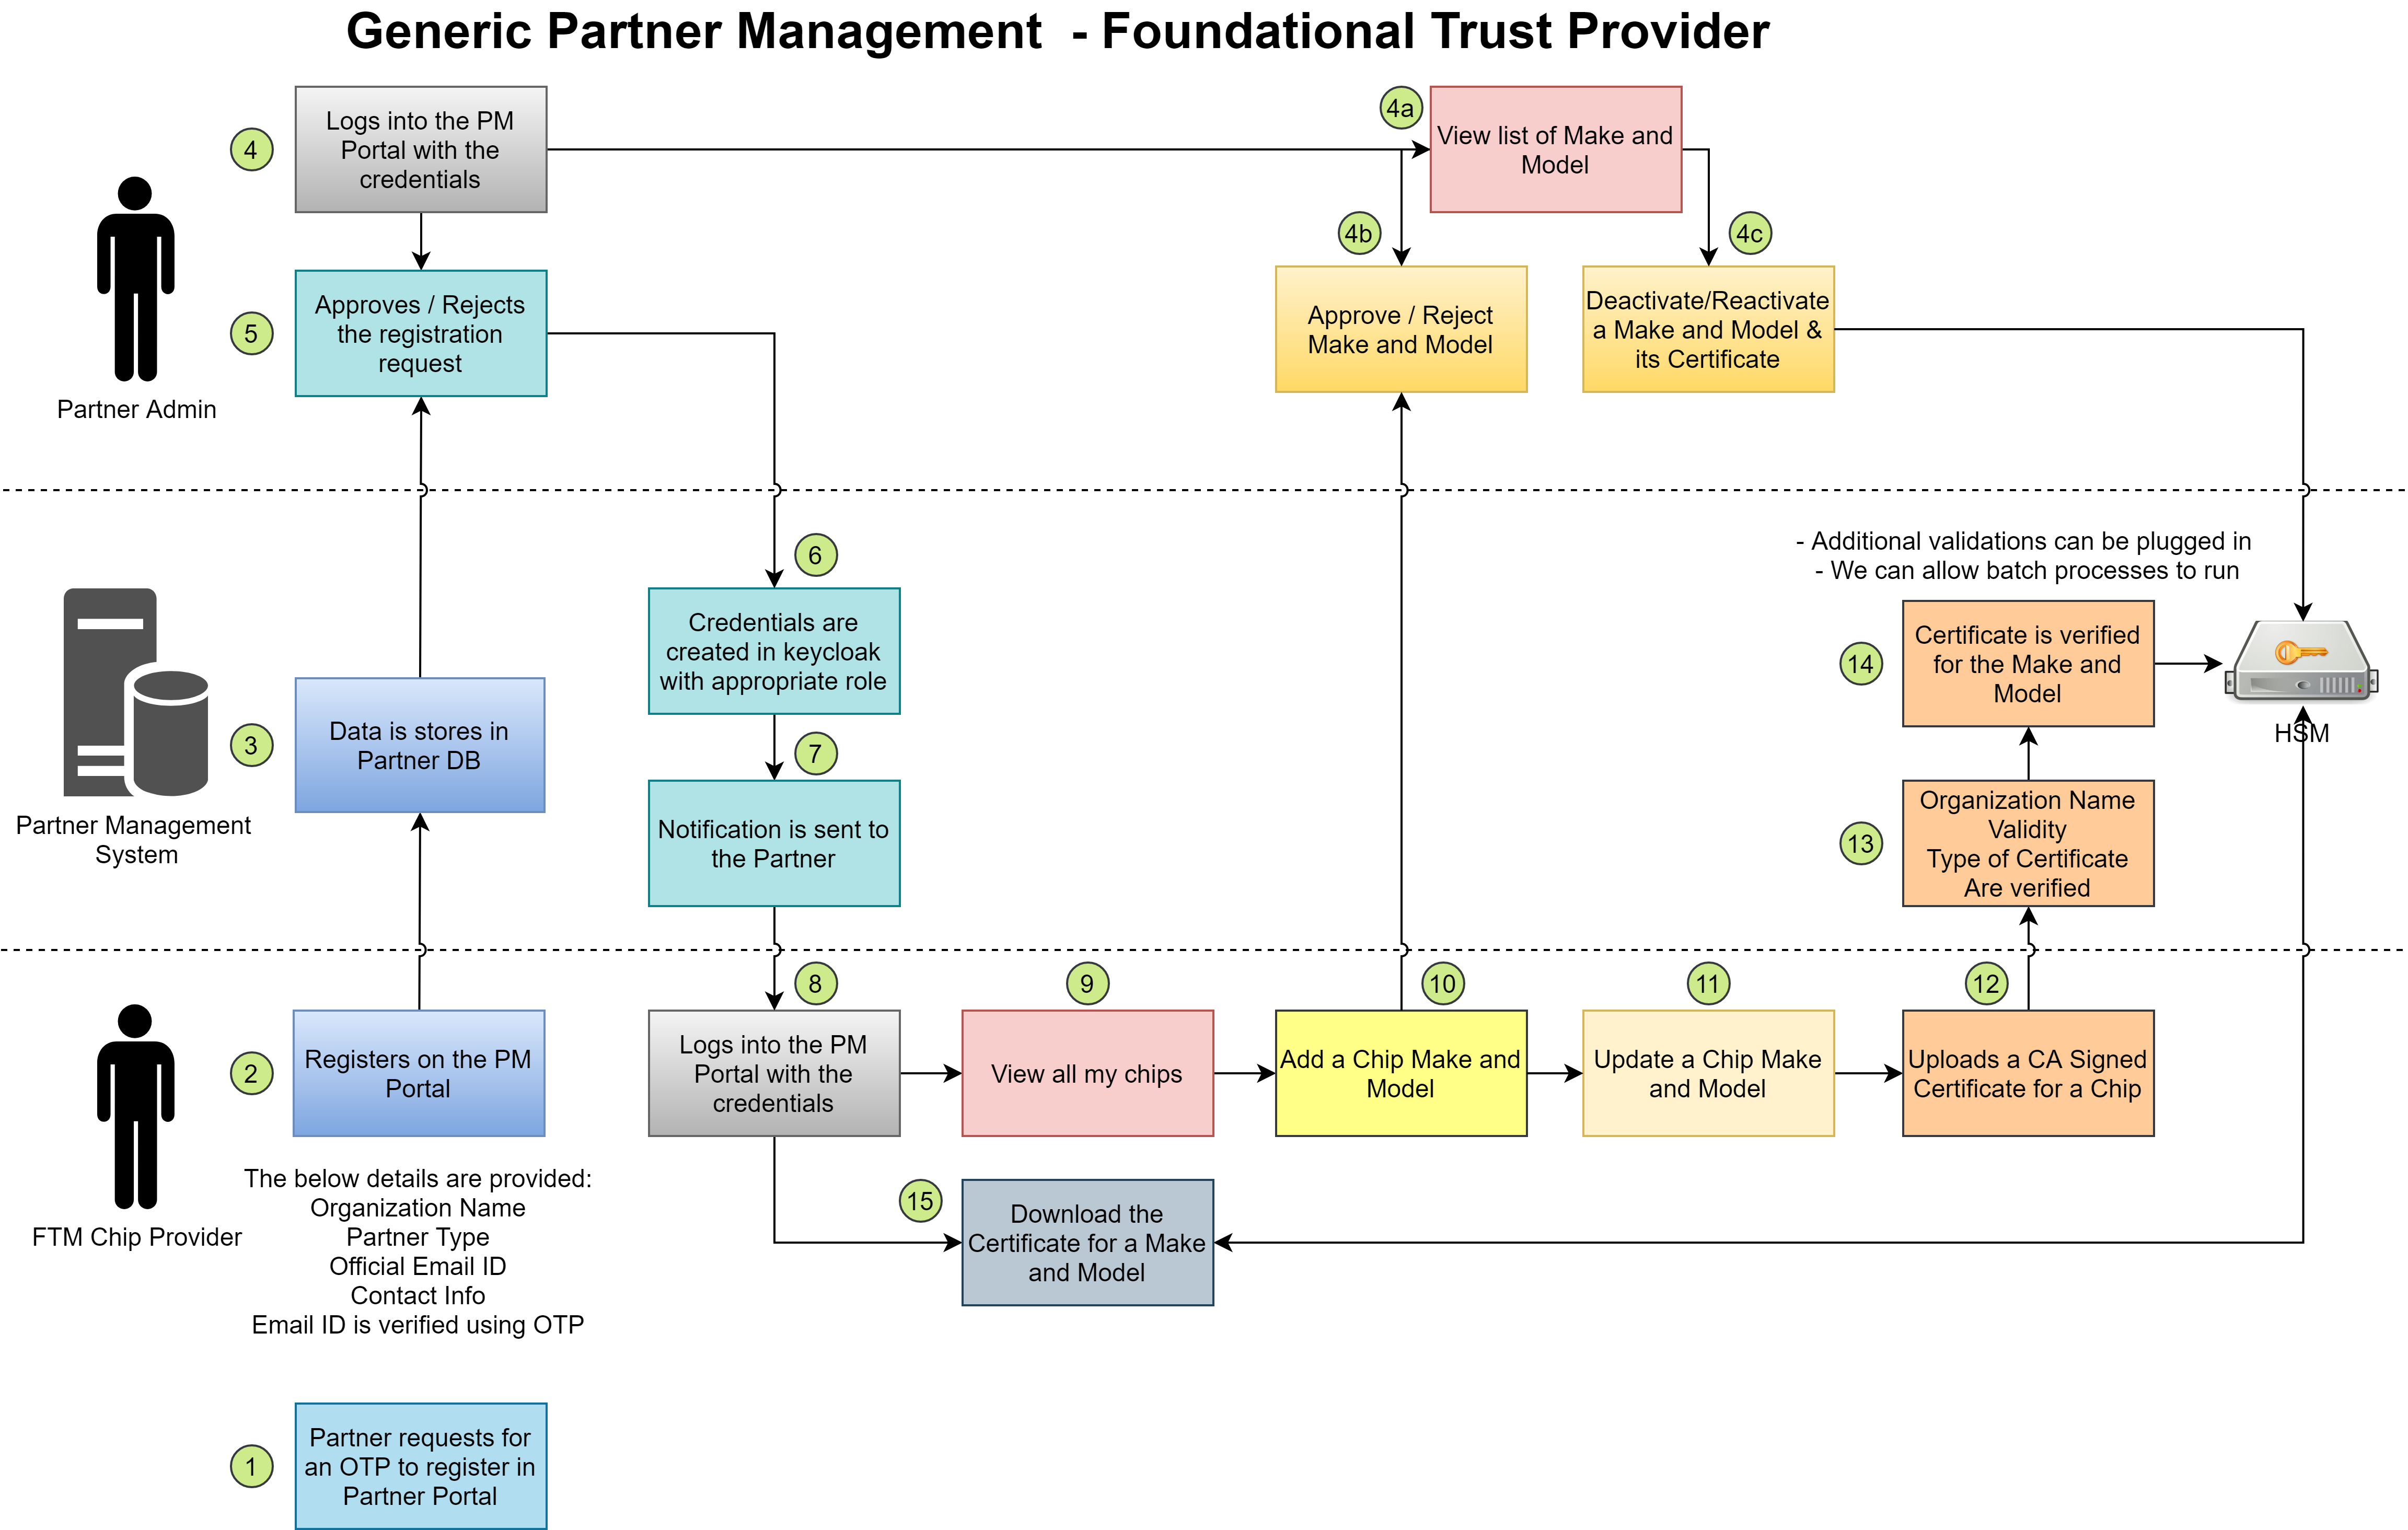 Generic Partner Management - Foundational Trust Provider
4
Logs into the PM
Portal with the
credentials
4a
View list of Make and
Model
4b
4c
Partner Admin
5
Approves / Rejects
the registration
request
Approve / Reject
Make and Model
Deactivate/Reactivate
a Make and Model &
its Certificate
- Additional validations can be plugged in
- We can allow batch processes to run
6
Credentials are
created in keycloak
with appropriate role
14
Certificate is verified
for the Make and
Model
HSM
3
Data is stores in
Partner DB
Partner Management
System
7
Notification is sent to
the Partner
13
Organization Name
Validity
Type of Certificate
Are verified
8
9
10
11
12
2
Registers on the PM
Portal
Logs into the PM
Portal with the
credentials
View all my chips
Add a Chip Make and
Model
Update a Chip Make
and Model
Uploads a CA Signed
Certificate for a Chip
FTM Chip Provider
The below details are provided:
Organization Name
Partner Type
Official Email ID
Contact Info
Email ID is verified using OTP
15
Download the
Certificate for a Make
and Model
1
Partner requests for
an OTP to register in
Partner Portal